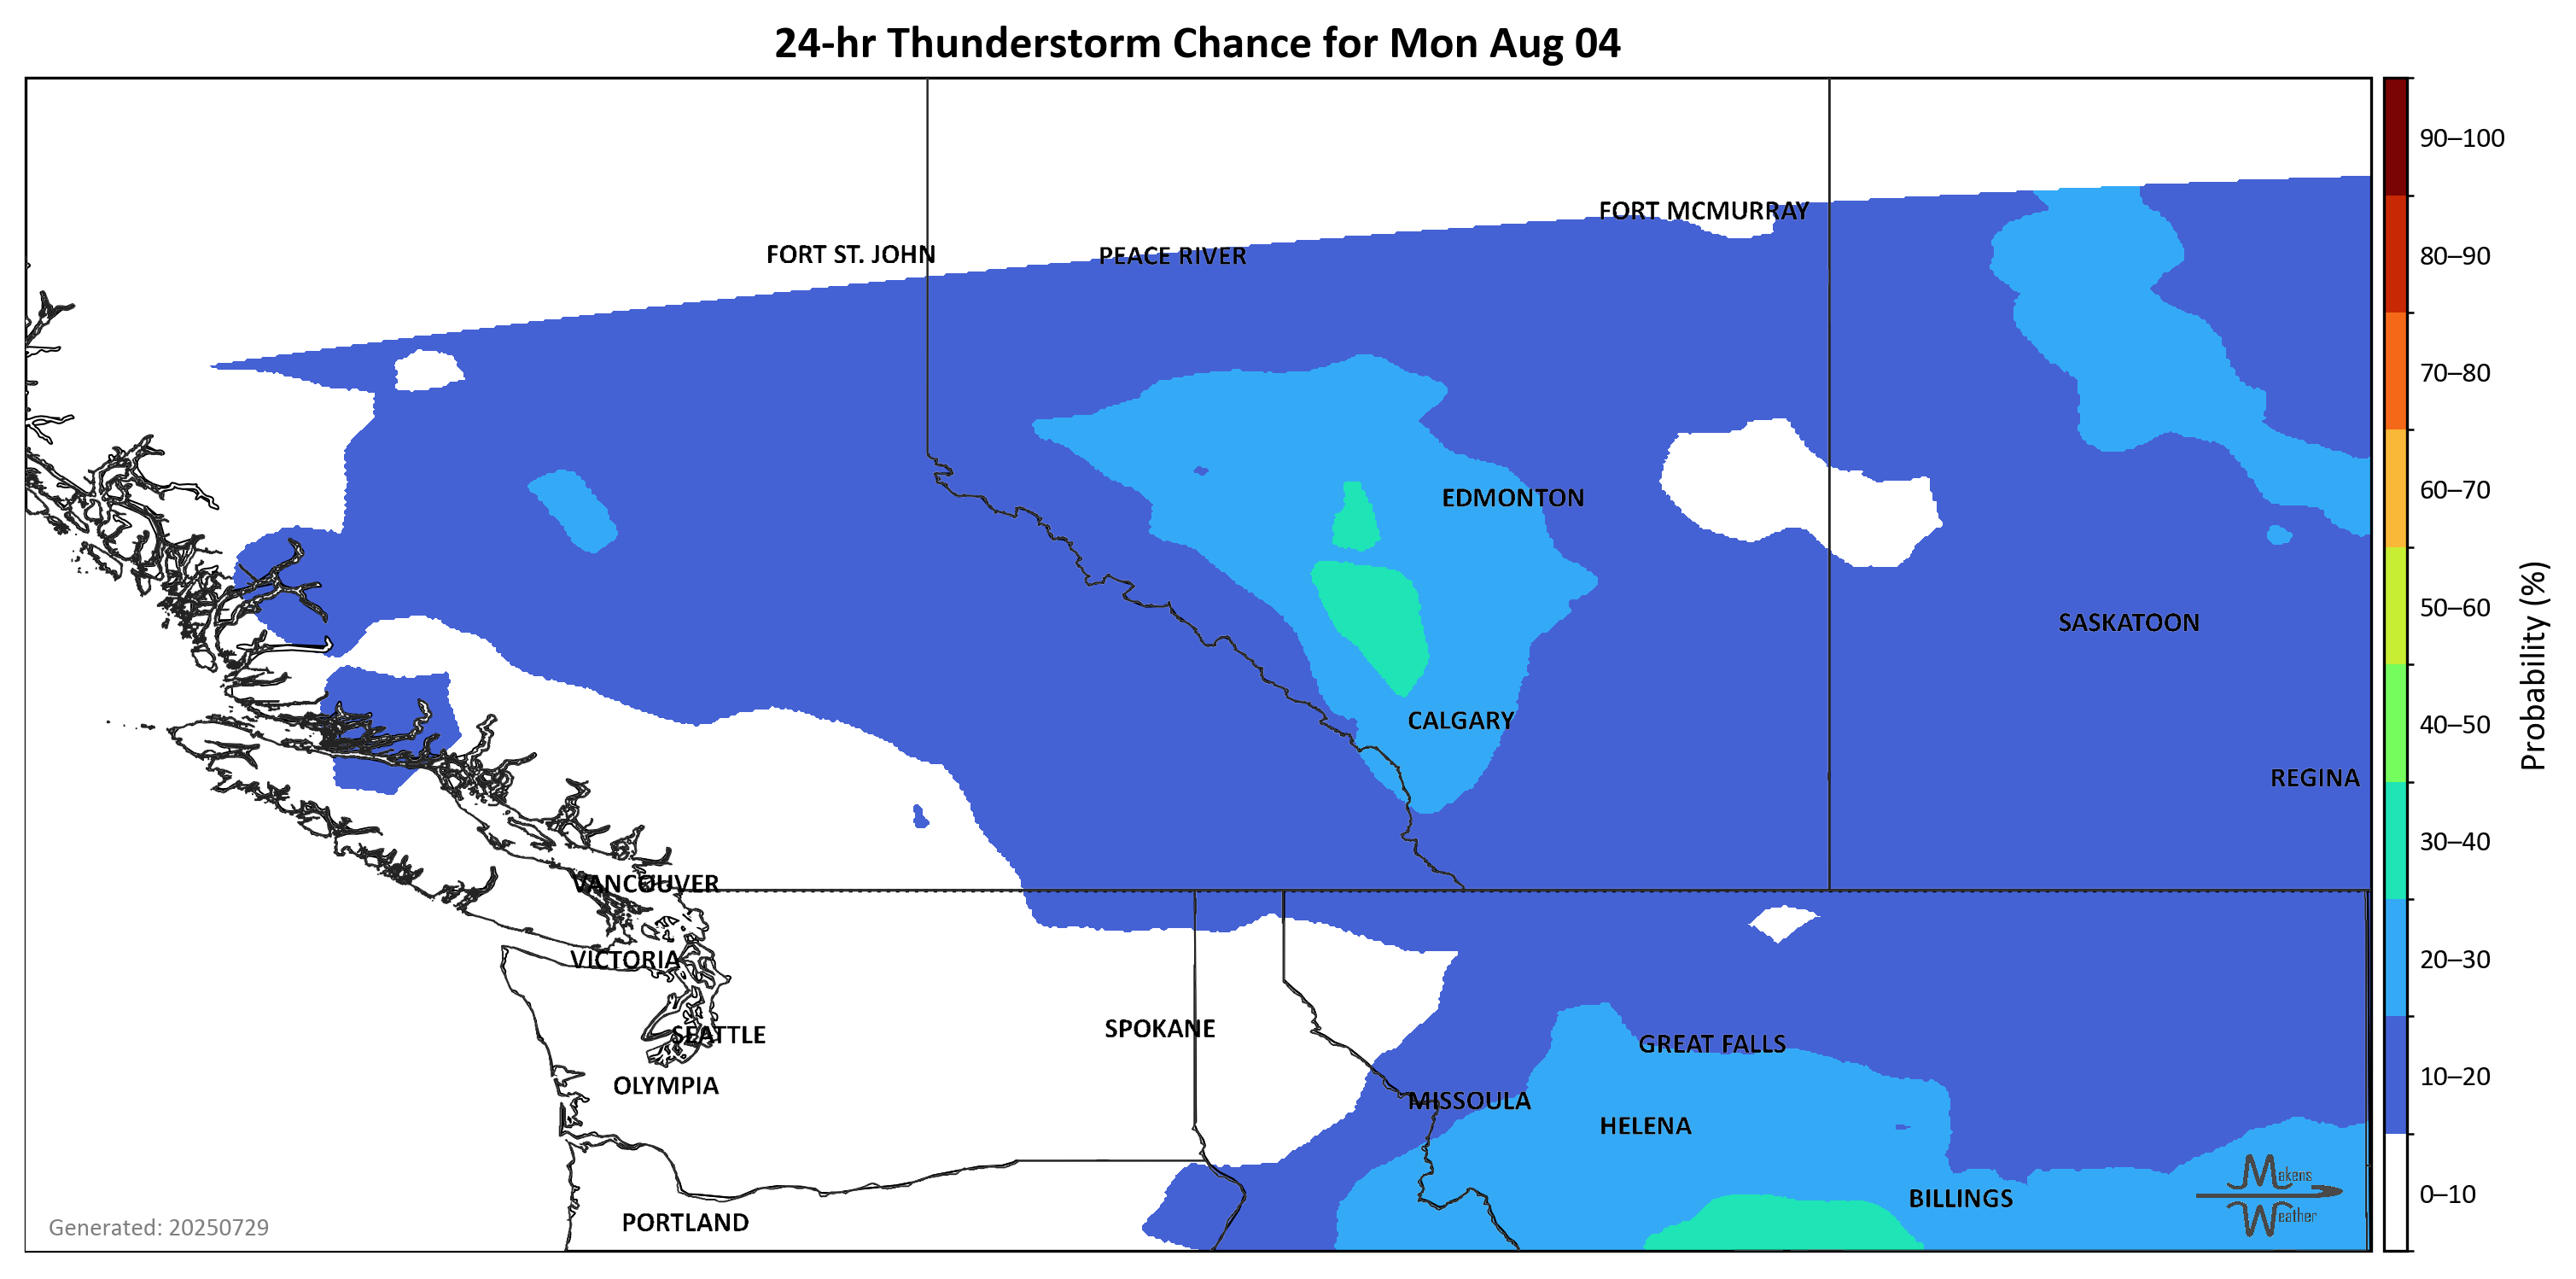 24-hr Thunderstorm Chance for Mon Aug 04
FORT MCMURRAY
FORT ST. JOHN
PEACE RIVER
EDMONTON
SASKATOON
CALGARY
REGINA
VANCOUVER
VICTORIA
SPOKANE
SEATTLE
GREAT FALLS
OLYMPIA
MISSOULA
HELENA
BILLINGS
PORTLAND
Generated: 20250729
Makens
Weather
90–100
80–90
70–80
60–70
50–60
40–50
30–40
20–30
10–20
0–10
Probability (%)